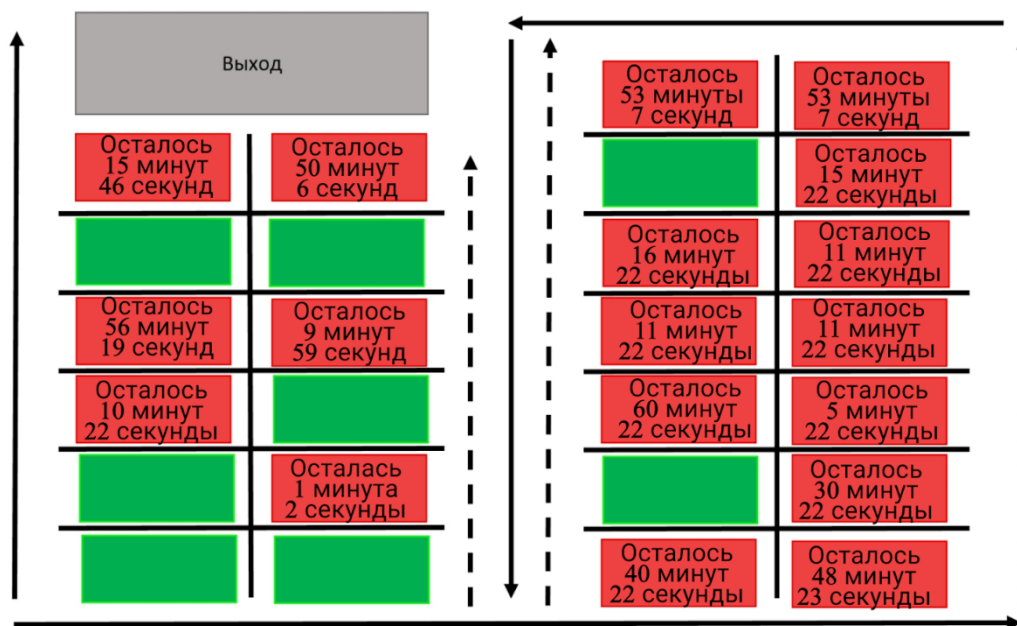 Выход
Осталось
15 минут
46 секунд
Осталось
50 минут
6 секунд
Осталось
56 минут
19 секунд
Осталось
9 минут
59 секунд
Осталось
10 минут
22 секунды
Осталась
1 минута
2 секунды
Осталось
53 минуты
7 секунд
Осталось
53 минуты
7 секунд
Осталось
15 минут
22 секунды
Осталось
16 минут
22 секунды
Осталось
11 минут
22 секунды
Осталось
11 минут
22 секунды
Осталось
11 минут
22 секунды
Осталось
60 минут
22 секунды
Осталось
5 минут
22 секунды
Осталось
30 минут
22 секунды
Осталось
40 минут
22 секунды
Осталось
48 минут
23 секунды